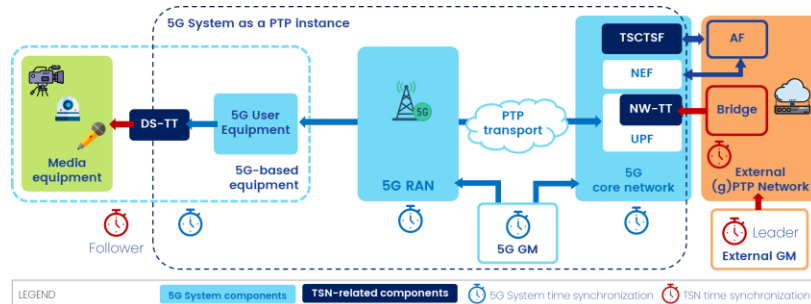 5G System as a PTP instance
TSCTSF
AF
NEF
NW-TT
UPF
Bridge
DS-TT
5G User
Equipment
5G
PTP
transport
Media
equipment
5G-based
equipment
5G RAN
5G
core network
External
(g)PTP Network
Follower
5G GM
Leader
External GM
LEGEND
5G System components
TSN-related components
5G System time synchronization
TSN time synchronization